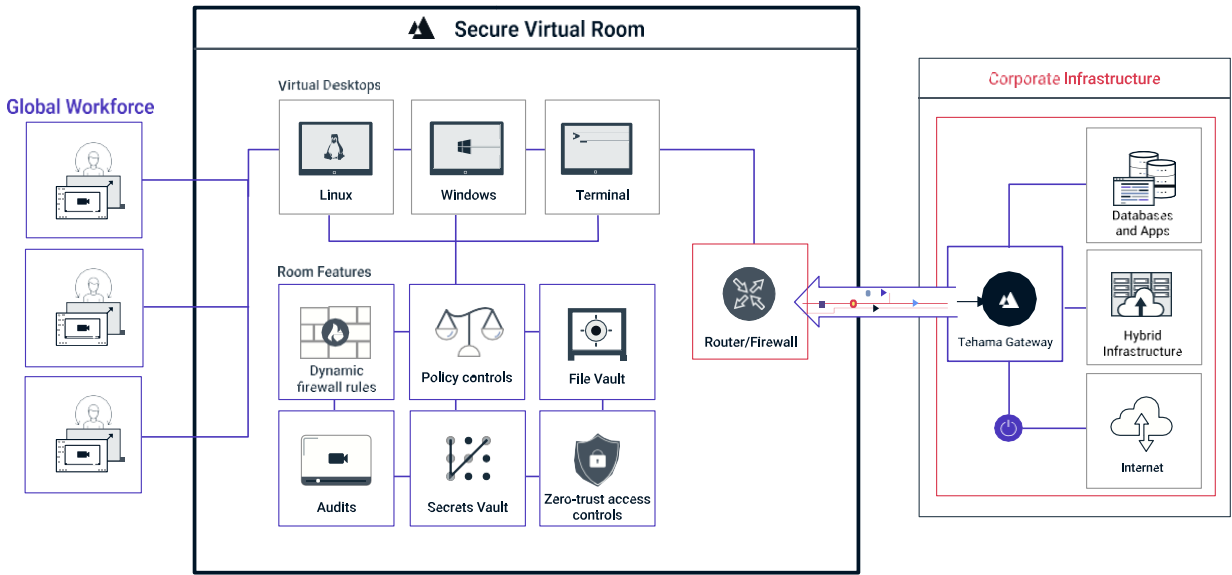 Secure Virtual Room
Global Workforce
Virtual Desktops
Linux
Windows
Terminal
Room Features
Dynamic
firewall rules
Policy controls
File Vault
Audits
Secrets Vault
Zero-trust access
controls
Router/Firewall
Corporate Infrastructure
Databases
and Apps
Tehama Gateway
Hybrid
Infrastructure
Internet